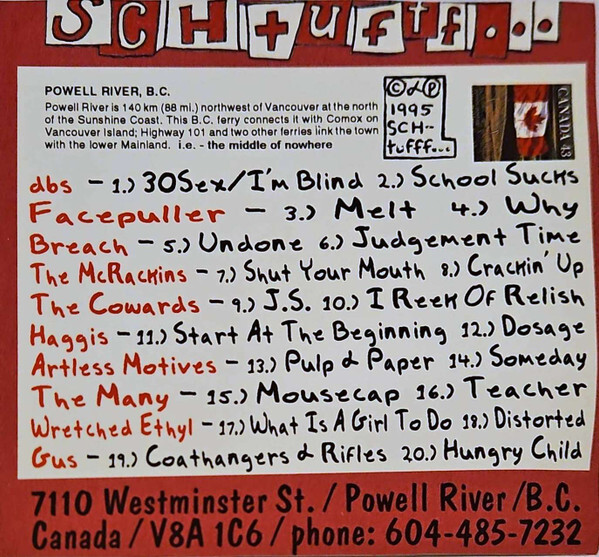 SCHtufff...
POWELL RIVER, B.C.
Powell River is 140 km (88 mi.) northwest of Vancouver at the north
of the Sunshine Coast. This B.C. ferry connects it with Comox on
Vancouver Island; Highway 101 and two other ferries link the town
with the lower Mainland. i.e. - the middle of nowhere
©&℗
1995
SCH-
tufff...
CANADA 43
dbs - 1.) 30Sex/I'm Blind 2.) School Sucks
Facepuller - 3.) Melt 4.) Why
Breach - 5.) Undone 6.) Judgement Time
The McRackins - 7.) Shut Your Mouth 8.) Crackin' Up
The Cowards - 9.) J.S. 10.) I Reek Of Relish
Haggis - 11.) Start At The Beginning 12.) Dosage
Artless Motives - 13.) Pulp & Paper 14.) Someday
The Many - 15.) Mousecap 16.) Teacher
Wretched Ethyl - 17.) What Is A Girl To Do 18.) Distorted
Gus - 19.) Coathangers & Rifles 20.) Hungry Child
7110 Westminster St. / Powell River / B.C.
Canada / V8A 1C6 / phone: 604-485-7232